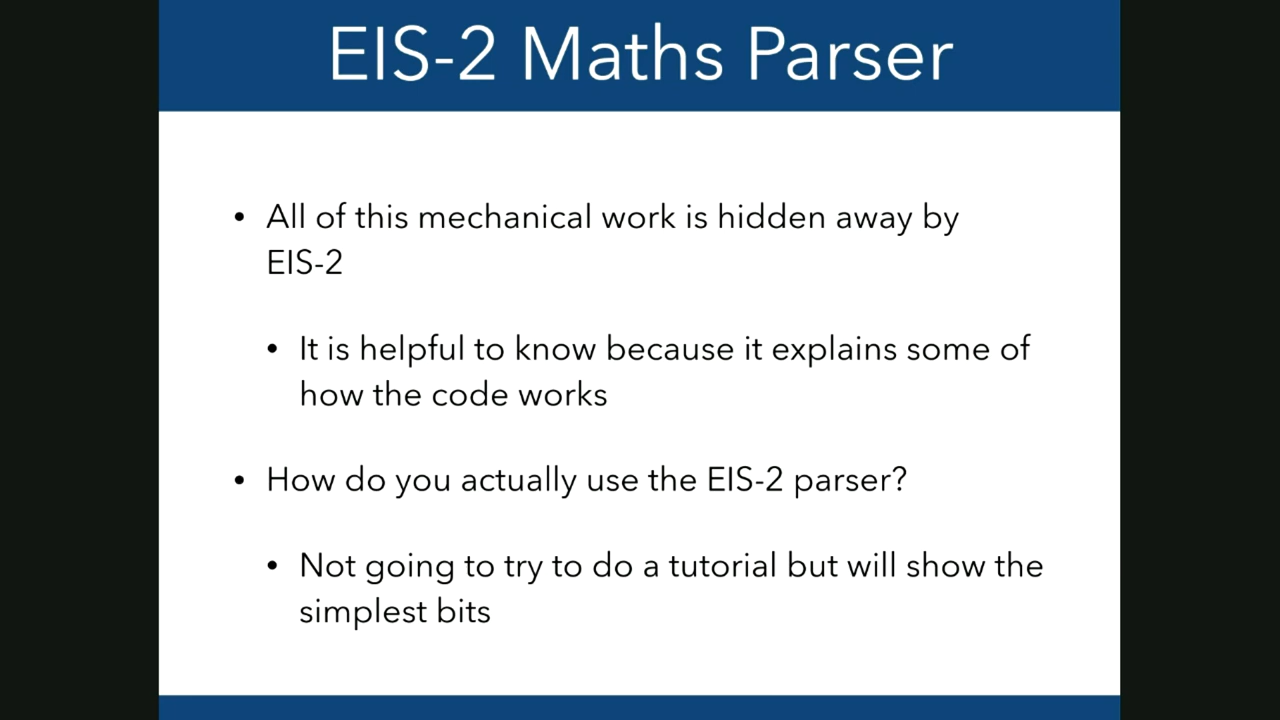 EIS-2 Maths Parser
• All of this mechanical work is hidden away by
EIS-2
• It is helpful to know because it explains some of
how the code works
• How do you actually use the EIS-2 parser?
• Not going to try to do a tutorial but will show the
simplest bits